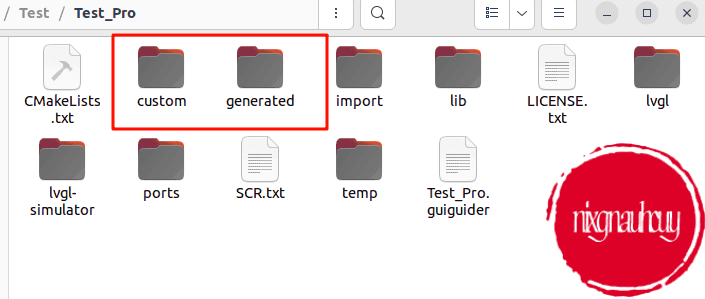 / Test / Test_Pro
CMakeLists
.txt
custom
generated
import
lib
LICENSE.
txt
lvgl
lvgl-
simulator
ports
SCR.txt
temp
Test_Pro.
guiguider
nixgnauhcuy